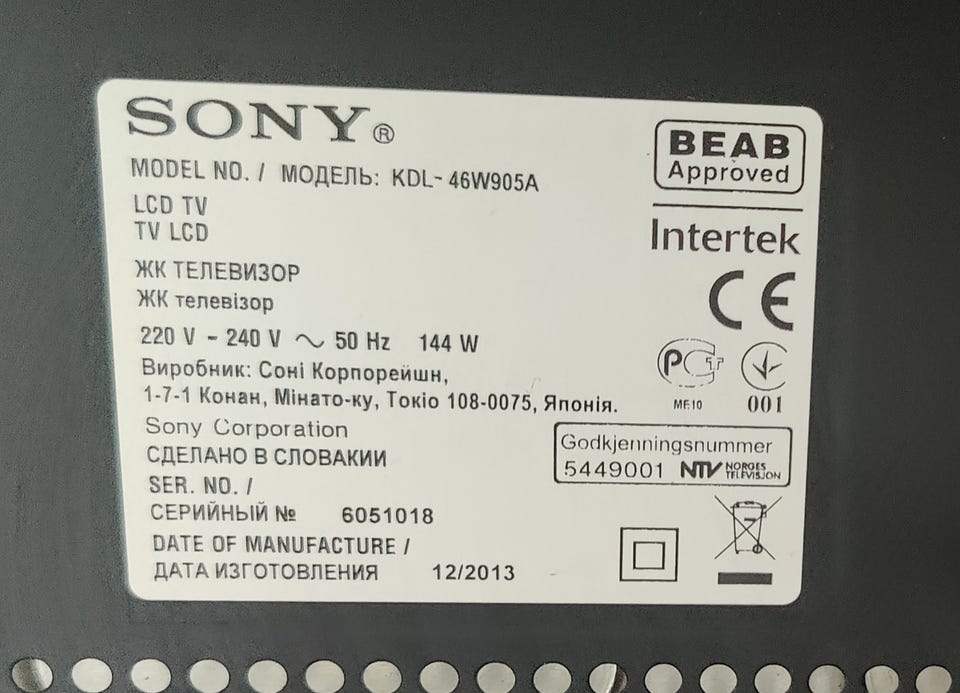 SONY®
MODEL NO. / МОДЕЛЬ: KDL-46W905A
LCD TV
TV LCD
ЖК ТЕЛЕВИЗОР
ЖК телевізор
220 V - 240 V ~ 50 Hz 144 W
Виробник: Соні Корпорейшн,
1-7-1 Конан, Мінато-ку, Токіо 108-0075, Японія.
Sony Corporation
СДЕЛАНО В СЛОВАКИИ
SER. NO. /
СЕРИЙНЫЙ № 6051018
DATE OF MANUFACTURE /
ДАТА ИЗГОТОВЛЕНИЯ 12/2013
BEAB
Approved
Intertek
CE
РСТ
МЕ10 001
Godkjenningsnummer
5449001 NTV NORGES
TELEVISJON